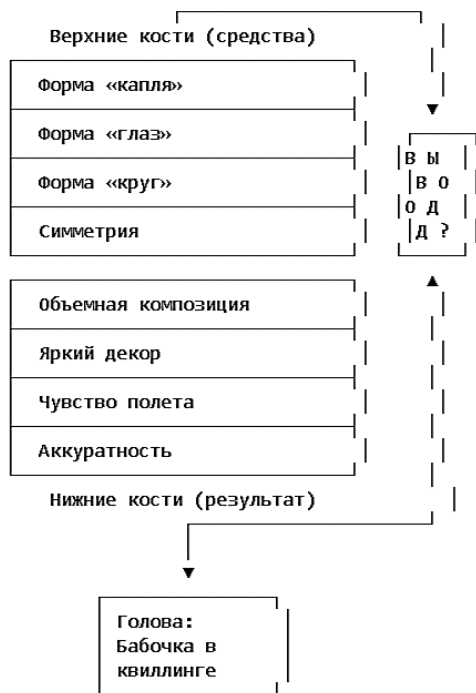 Верхние кости (средства)
Форма «капля»
Форма «глаз»
Форма «круг»
Симметрия
В Ы
В О
О Д
Д ?
Объемная композиция
Яркий декор
Чувство полета
Аккуратность
Нижние кости (результат)
Голова:
Бабочка в
квиллинге